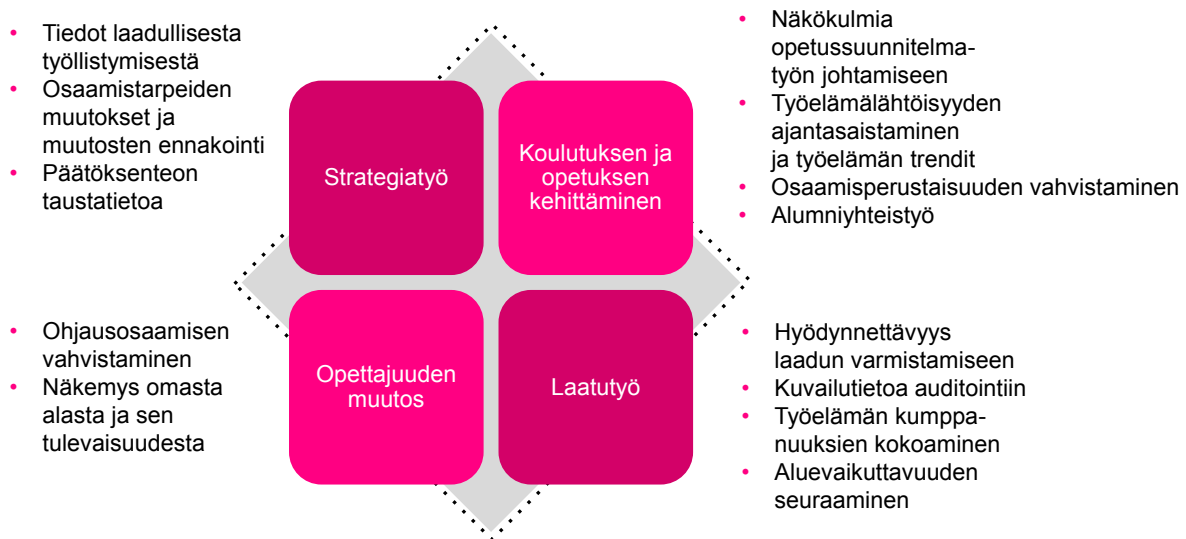 • Tiedot laadullisesta
työllistymisestä
• Osaamistarpeiden
muutokset ja
muutosten ennakointi
• Päätöksenteon
taustatietoa
Strategiatyö
Koulutuksen ja
opetuksen
kehittäminen
• Näkökulmia
opetussuunnitelma-
työn johtamiseen
• Työelämälähtöisyyden
ajantasaistaminen
ja työelämän trendit
• Osaamisperustaisuuden vahvistaminen
• Alumniyhteistyö
• Ohjausosaamisen
vahvistaminen
• Näkemys omasta
alasta ja sen
tulevaisuudesta
Opettajuuden
muutos
Laatutyö
• Hyödynnettävyys
laadun varmistamiseen
• Kuvailutietoa auditointiin
• Työelämän kumppa-
nuuksien kokoaminen
• Aluevaikuttavuuden
seuraaminen